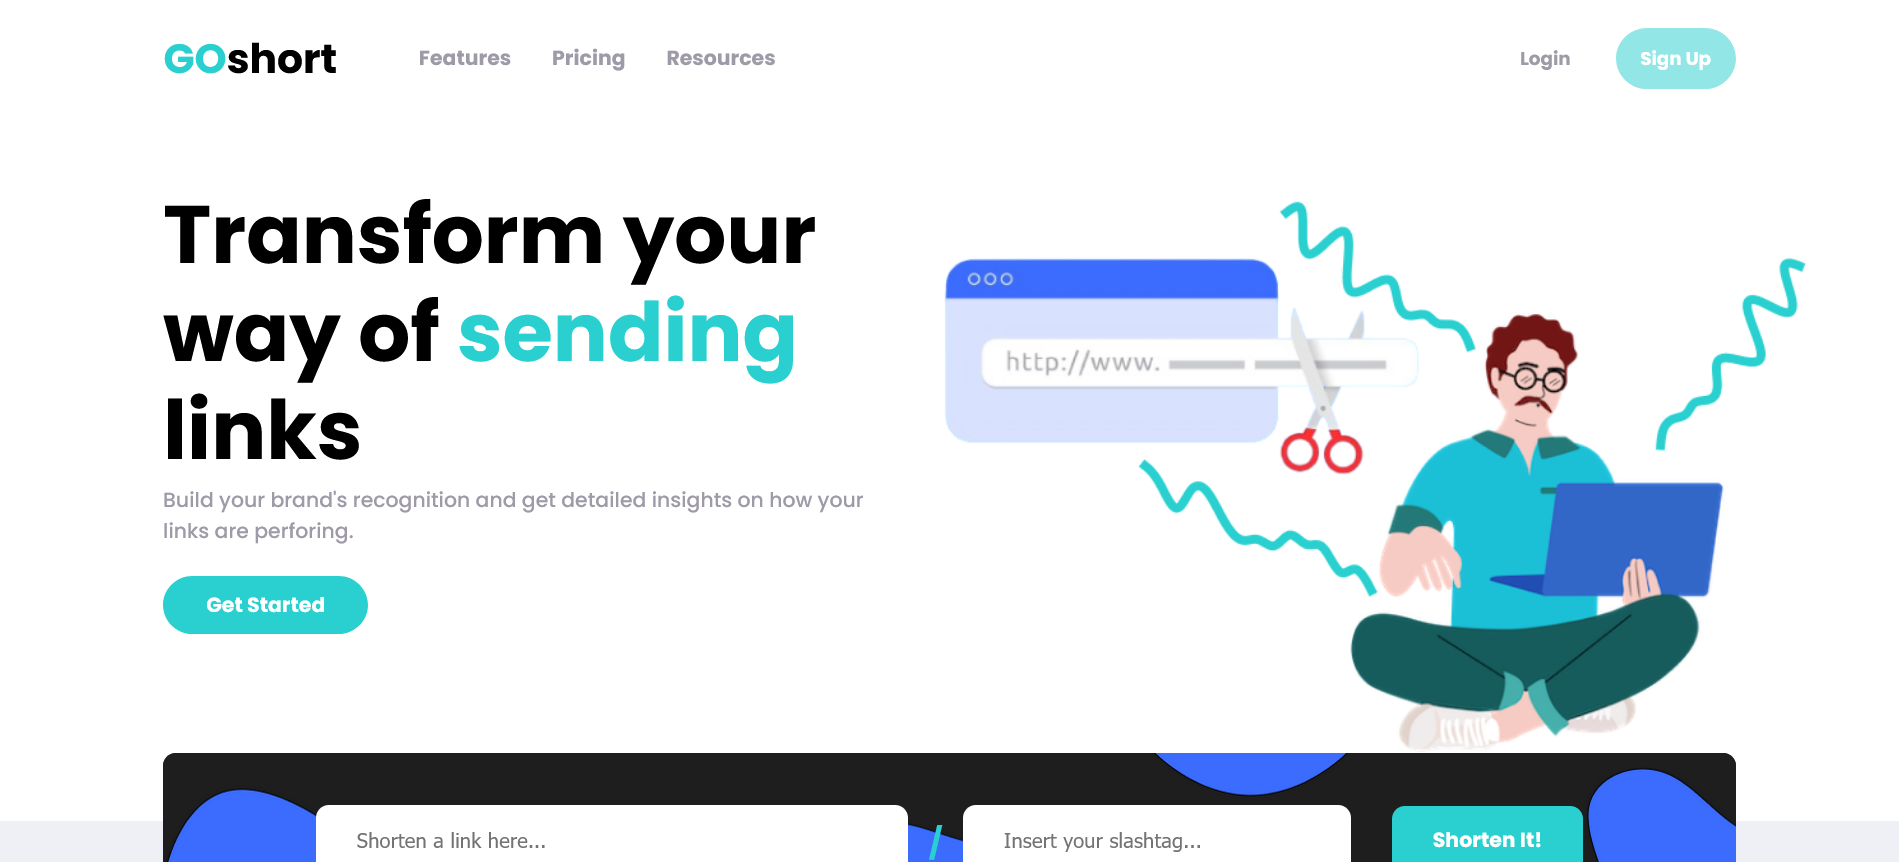 GOshort
Features
Pricing
Resources
Login
Sign Up
Transform your
way of sending
links
Build your brand's recognition and get detailed insights on how your
links are perforing.
Get Started
http://www.
Shorten a link here...
/
Insert your slashtag...
Shorten It!